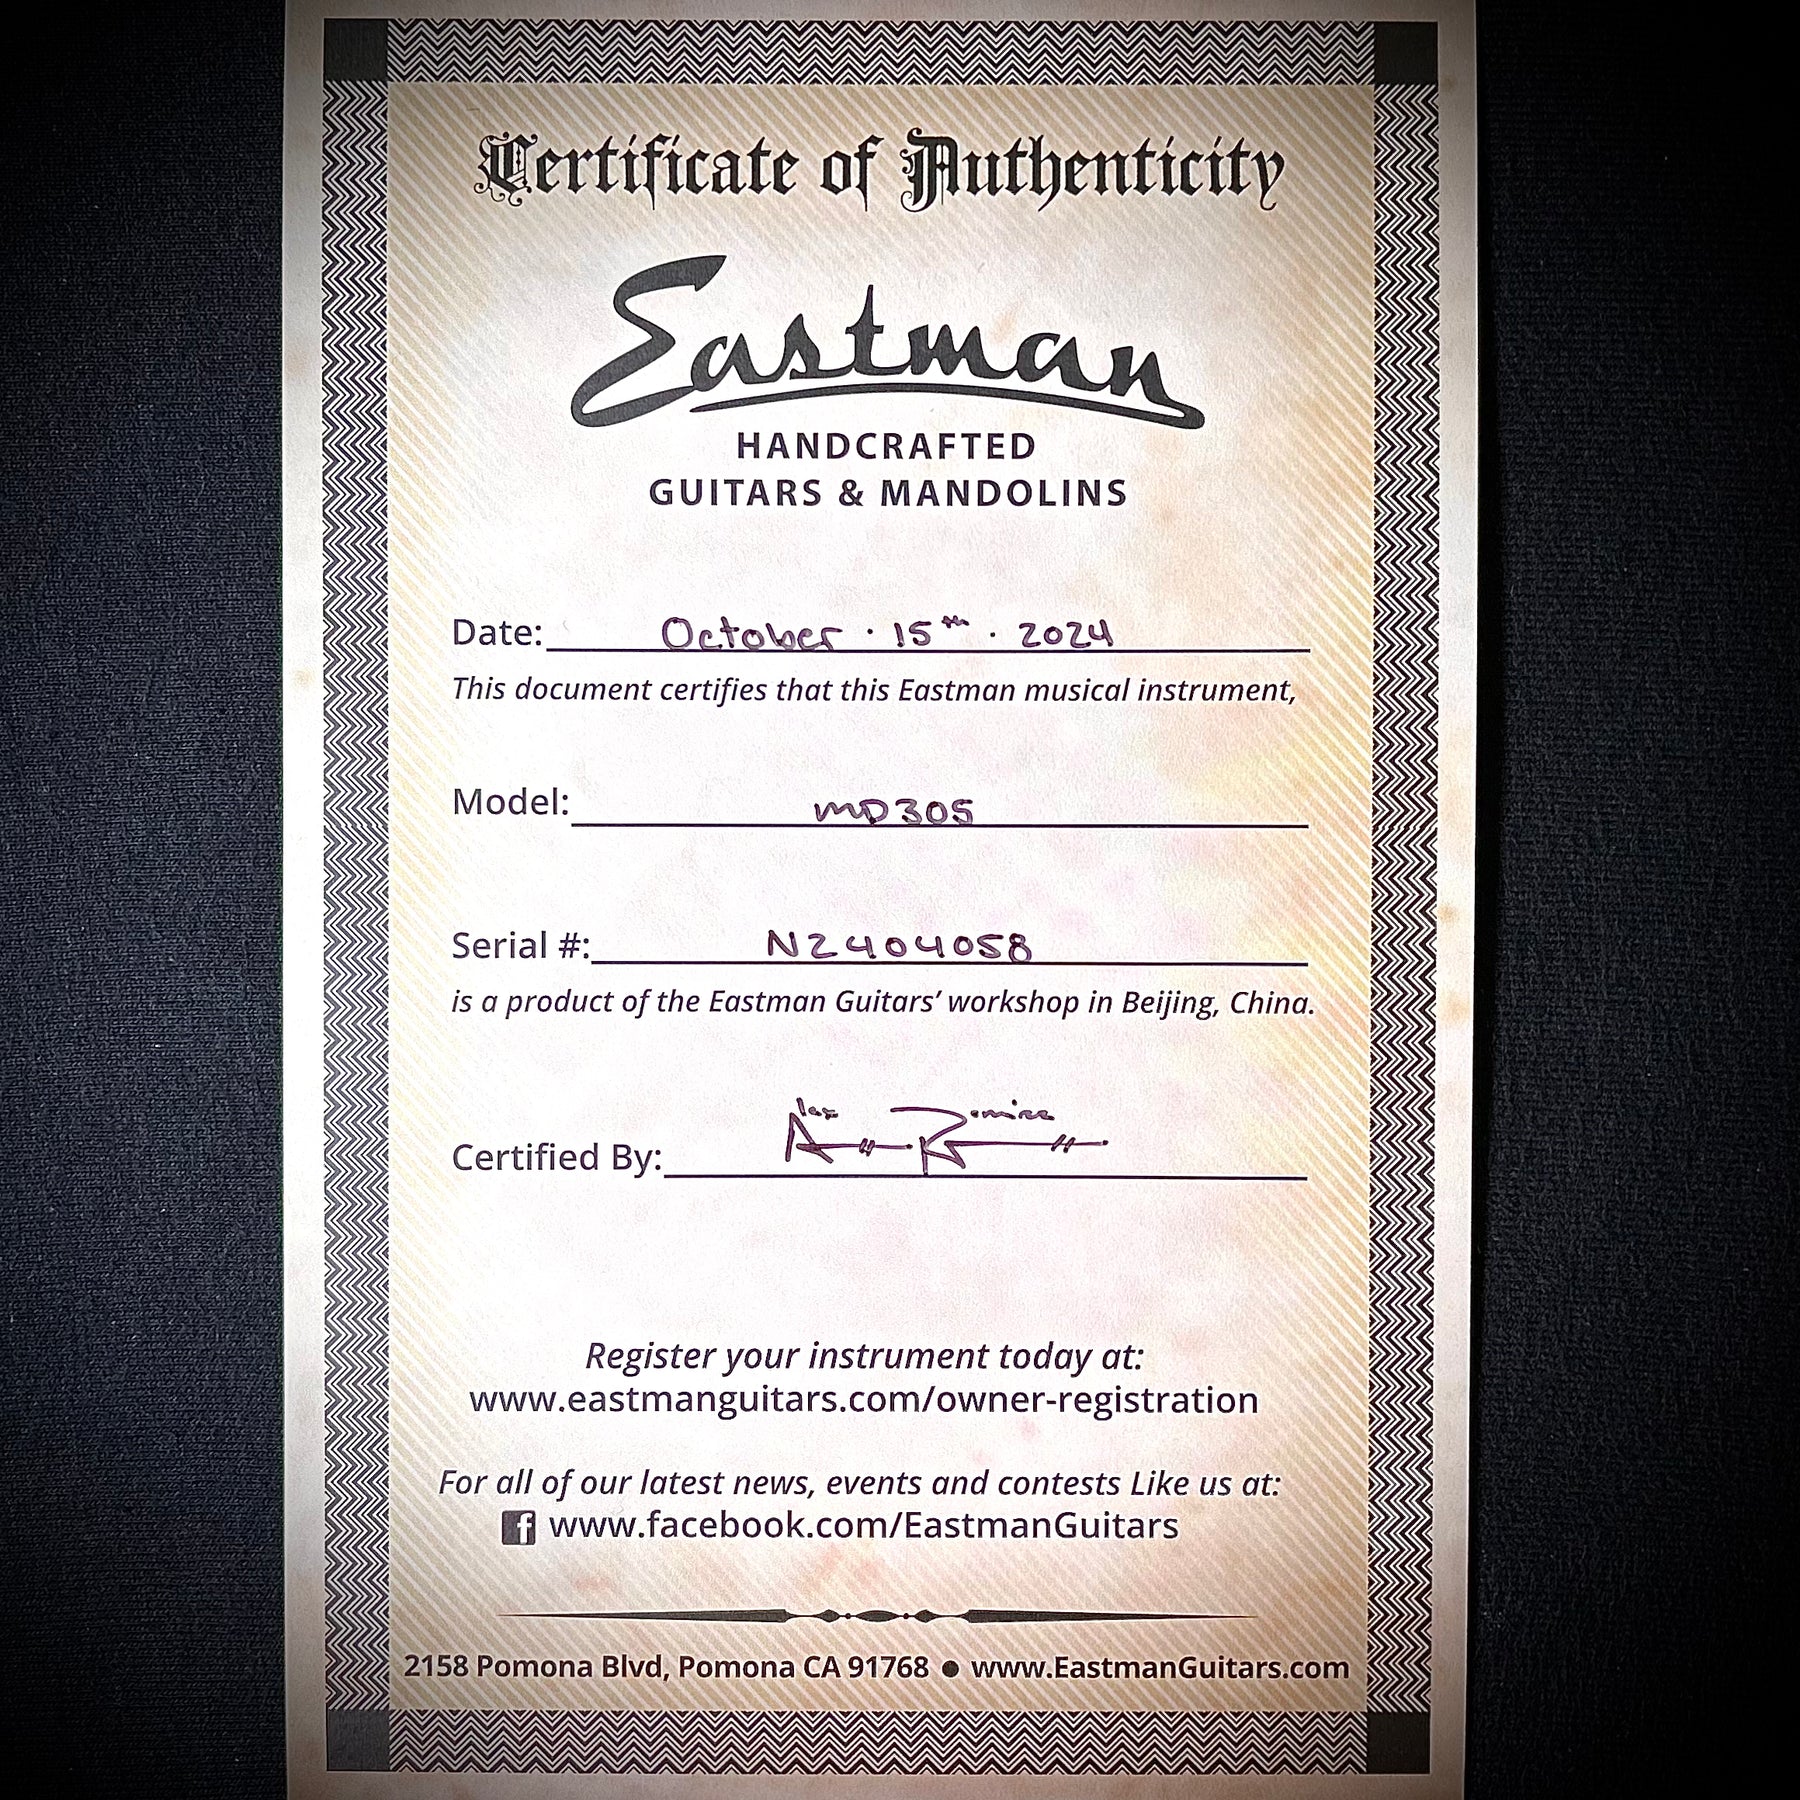 Certificate of Authenticity
Eastman
HANDCRAFTED
GUITARS & MANDOLINS
Date: October · 15th · 2024
This document certifies that this Eastman musical instrument,
Model: MD305
Serial #: N2404058
is a product of the Eastman Guitars’ workshop in Beijing, China.
Certified By: Alex
Register your instrument today at:
www.eastmanguitars.com/owner-registration
For all of our latest news, events and contests Like us at:
f www.facebook.com/EastmanGuitars
2158 Pomona Blvd, Pomona CA 91768 ● www.EastmanGuitars.com